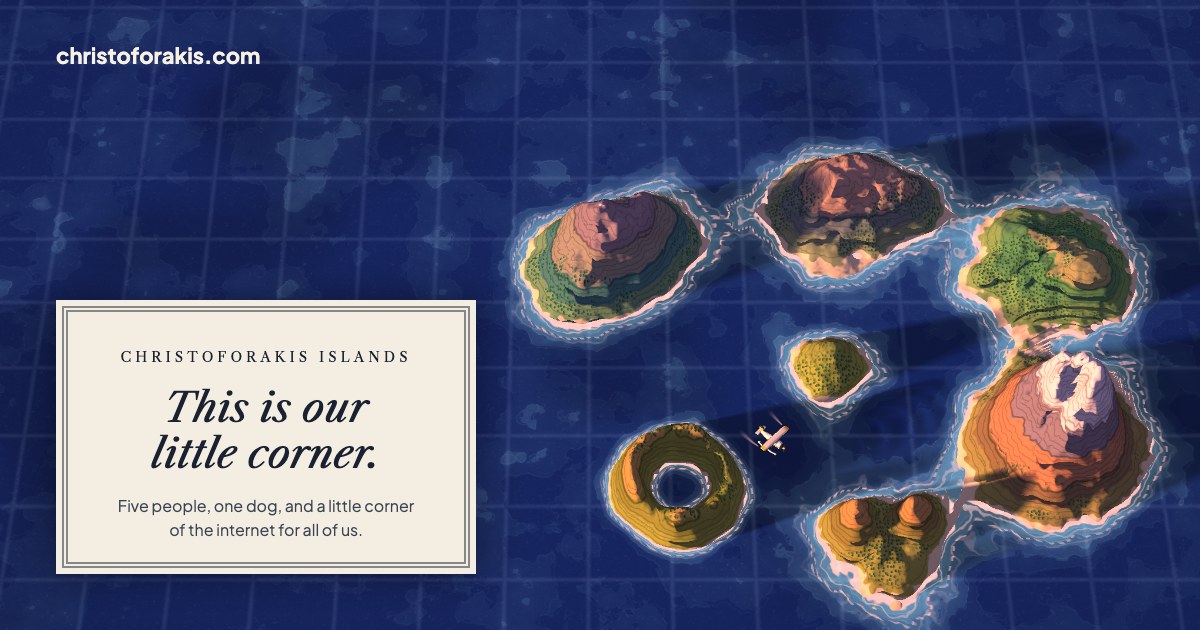 christoforakis.com
CHRISTOFORAKIS ISLANDS
This is our
little corner.
Five people, one dog, and a little corner
of the internet for all of us.